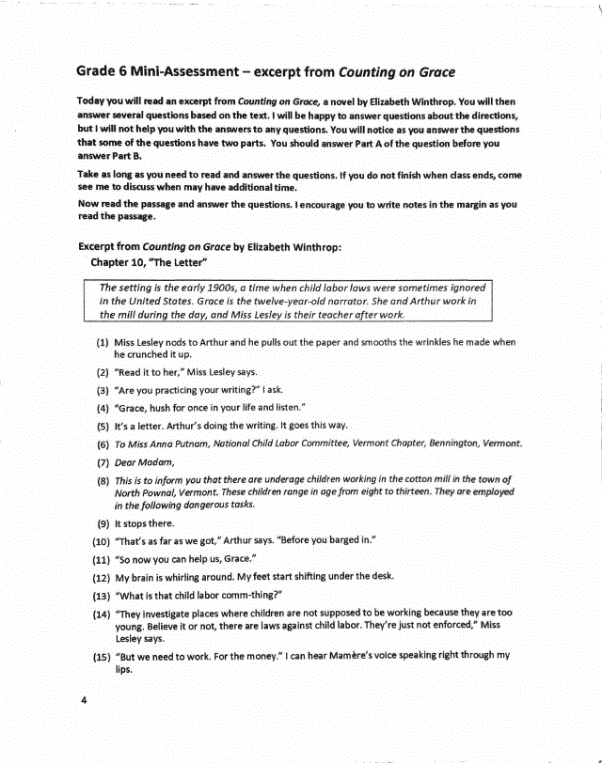 Grade 6 Mini-Assessment – excerpt from Counting on Grace
Today you will read an excerpt from Counting on Grace, a novel by Elizabeth Winthrop. You will then
answer several questions based on the text. I will be happy to answer questions about the directions,
but I will not help you with the answers to any questions. You will notice as you answer the questions
that some of the questions have two parts. You should answer Part A of the question before you
answer Part B.
Take as long as you need to read and answer the questions. If you do not finish when class ends, come
see me to discuss when may have additional time.
Now read the passage and answer the questions. I encourage you to write notes in the margin as you
read the passage.
Excerpt from Counting on Grace by Elizabeth Winthrop:
Chapter 10, “The Letter”
The setting is the early 1900s, a time when child labor laws were sometimes ignored
in the United States. Grace is the twelve-year-old narrator. She and Arthur work in
the mill during the day, and Miss Lesley is their teacher after work.
(1) Miss Lesley nods to Arthur and he pulls out the paper and smooths the wrinkles he made when
he crunched it up.
(2) “Read it to her,” Miss Lesley says.
(3) “Are you practicing your writing?” I ask.
(4) “Grace, hush for once in your life and listen.”
(5) It’s a letter. Arthur’s doing the writing. It goes this way.
(6) To Miss Anna Putnam, National Child Labor Committee, Vermont Chapter, Bennington, Vermont.
(7) Dear Madam,
(8) This is to inform you that there are underage children working in the cotton mill in the town of
North Pownal, Vermont. These children range in age from eight to thirteen. They are employed
in the following dangerous tasks.
(9) It stops there.
(10) “That’s as far as we got,” Arthur says. “Before you barged in.”
(11) “So now you can help us, Grace.”
(12) My brain is whirling around. My feet start shifting under the desk.
(13) “What is that child labor comm-thing?”
(14) “They investigate places where children are not supposed to be working because they are too
young. Believe it or not, there are laws against child labor. They’re just not enforced,” Miss
Lesley says.
(15) “But we need to work. For the money.” I can hear Mamère’s voice speaking right through my
lips.
4